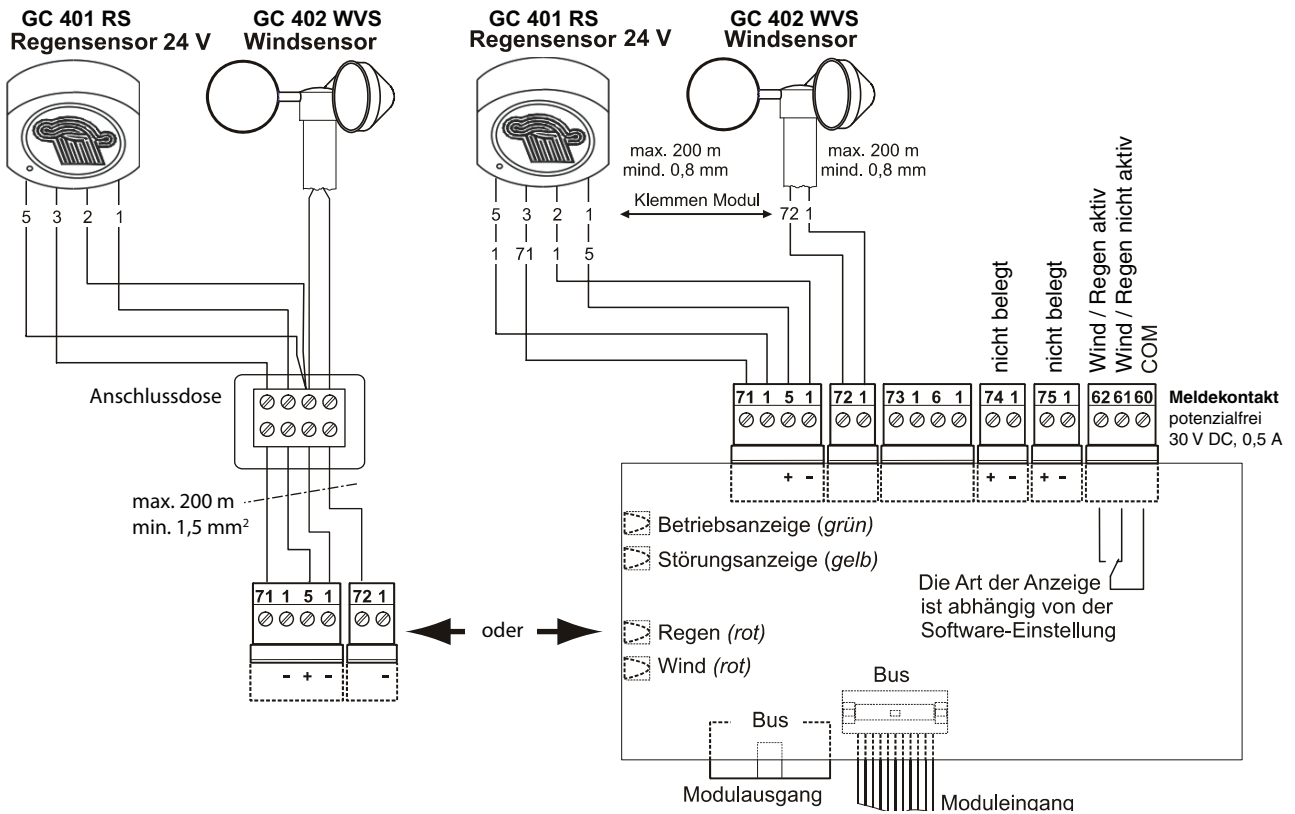 GC 401 RS
Regensensor 24 V
GC 402 WVS
Windsensor
5 3 2 1
Anschlussdose
max. 200 m
min. 1,5 mm²
71 1 5 1
72 1
- + -
-
oder
GC 401 RS
Regensensor 24 V
GC 402 WVS
Windsensor
max. 200 m
mind. 0,8 mm
max. 200 m
mind. 0,8 mm
Klemmen Modul
5 3 2 1
72 1
1 71 1 5
nicht belegt
nicht belegt
Wind / Regen aktiv
Wind / Regen nicht aktiv
COM
71 1 5 1
72 1
73 1 6 1
74 1
75 1
62 61 60
Meldekontakt
potenzialfrei
30 V DC, 0,5 A
+ -
+ -
+ -
Betriebsanzeige (grün)
Störungsanzeige (gelb)
Regen (rot)
Wind (rot)
Die Art der Anzeige
ist abhängig von der
Software-Einstellung
Bus
Bus
Modulausgang
Moduleingang